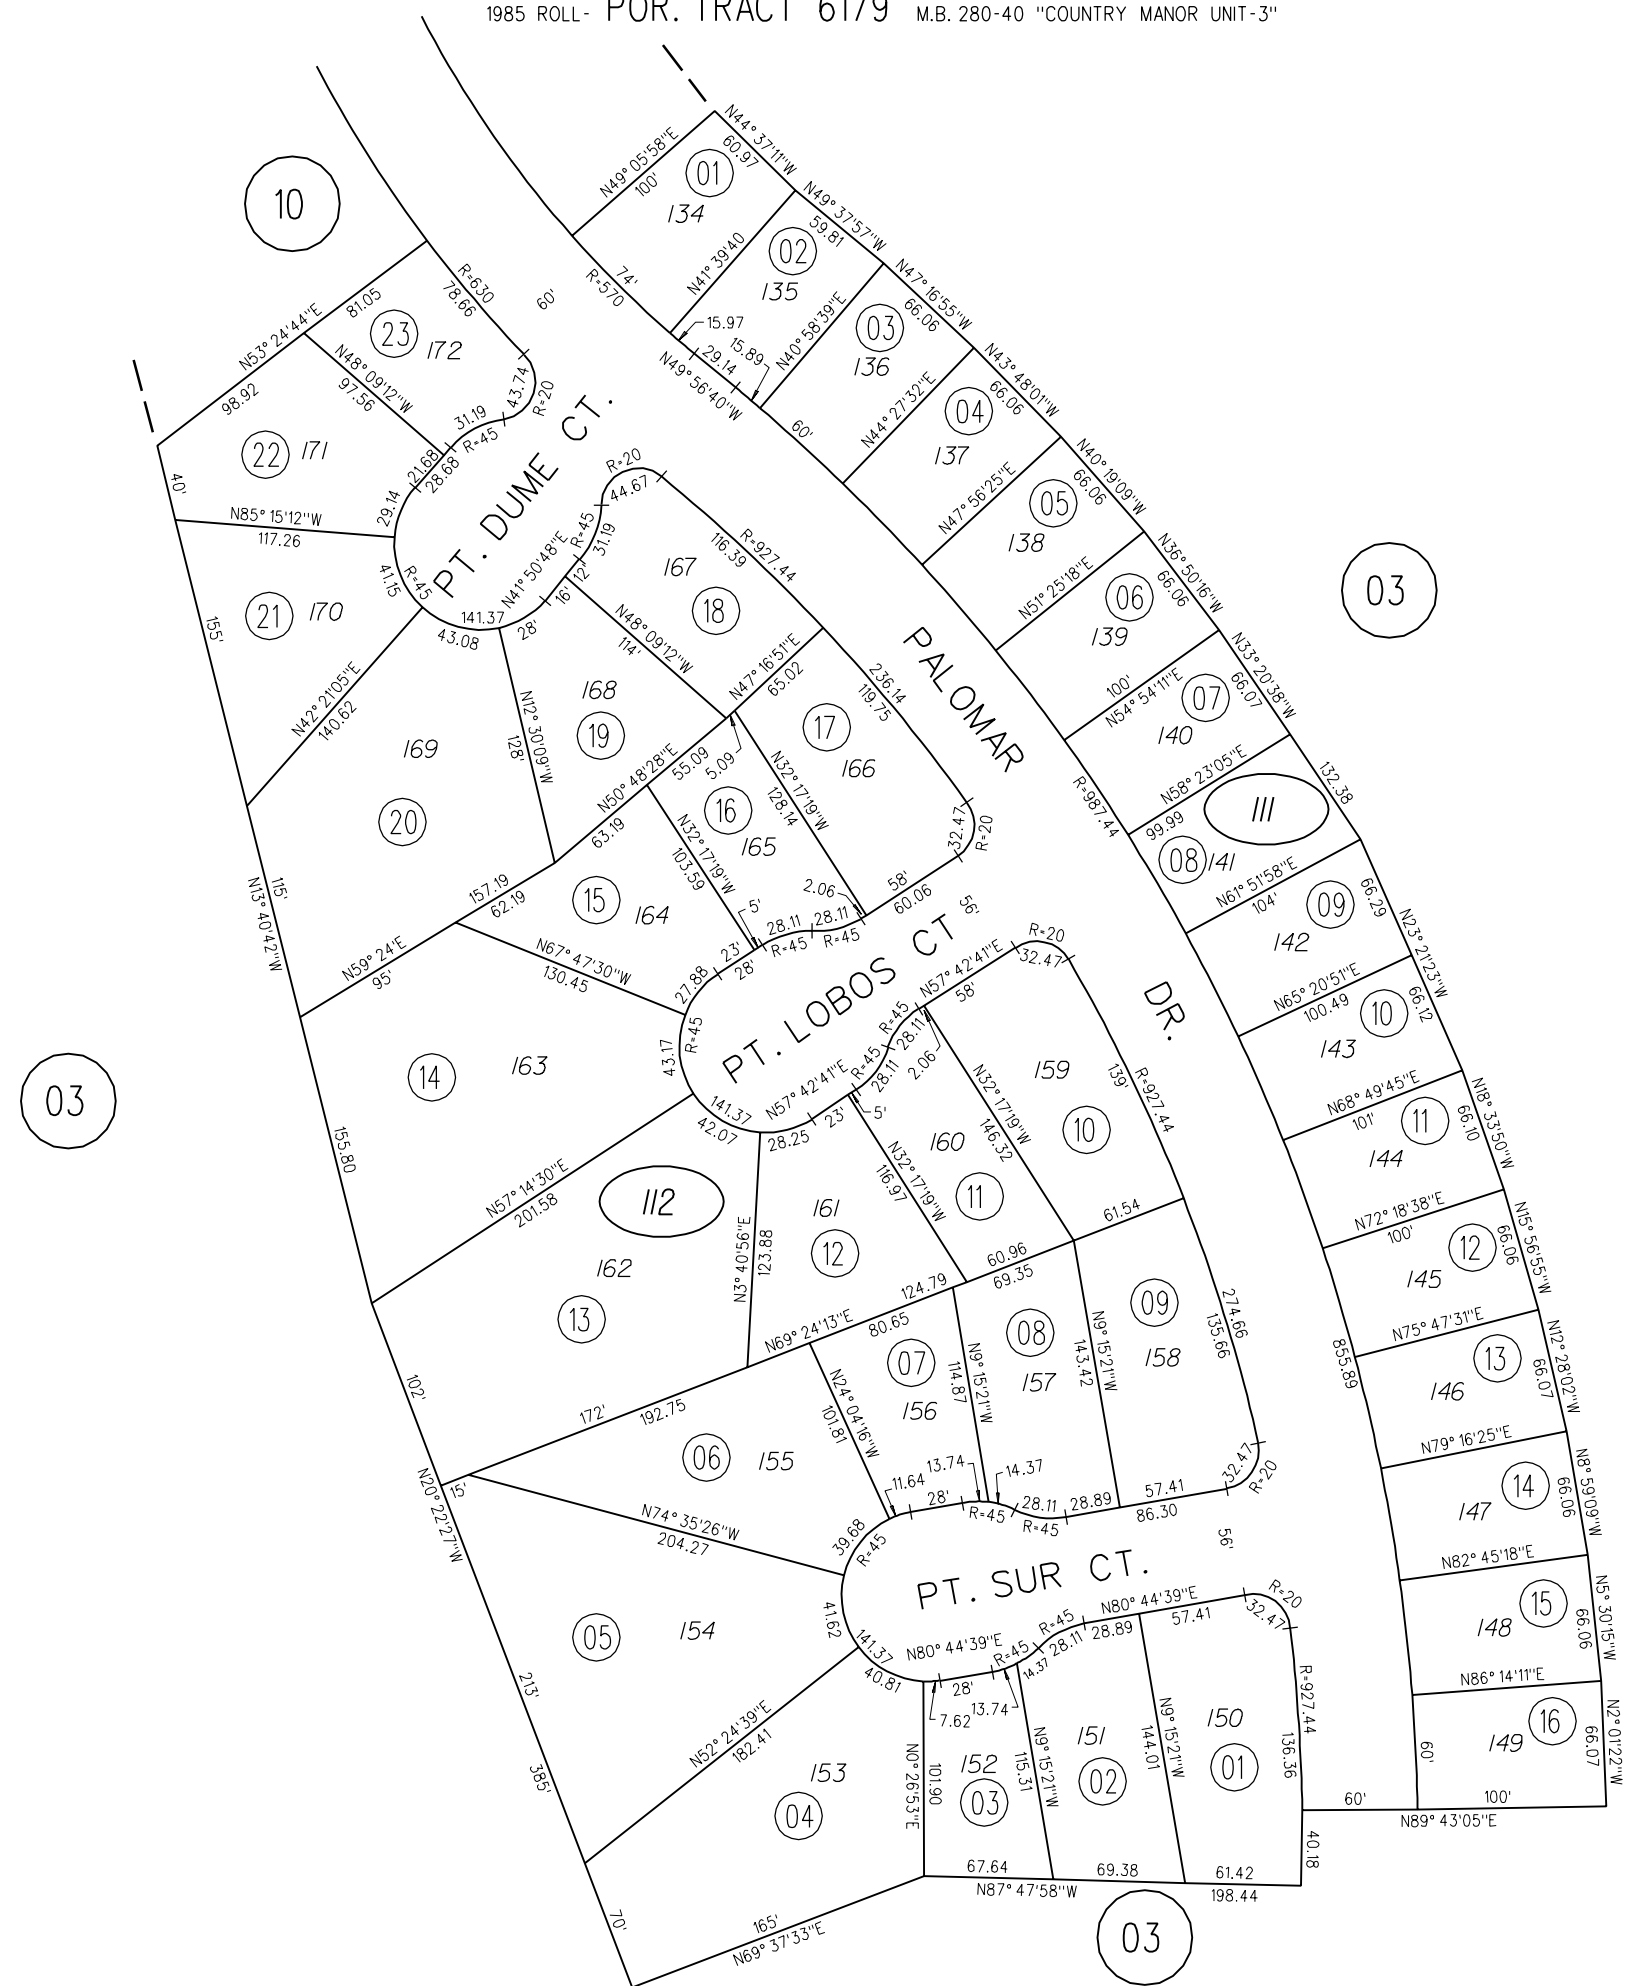 1985 ROLL- POR. TRACT 6179 M.B. 280-40 "COUNTRY MANOR UNIT-3"
N44° 37'11"W
60.97
N49° 05'58"E
100'
01
134
10
N49° 37'57"W
59.81
N41° 39'40
02
135
74'
R=570
60'
R=630
78.66
N47° 16'55"W
66.06
N40° 58'39"E
03
136
15.97
29.14
15.89
N49° 56'40"W
60'
N53° 24'44"E
81.05
98.92
23
172
N48° 09'12"W
97.56
43.74
R=20
31.19
R=45
21.68
28.68
22
171
40'
29.14
N85° 15'12"W
117.26
N43° 48'01"W
66.06
N44° 27'32"E
04
137
N40° 19'09"W
66.06
N47° 56'25"E
05
138
PT. DUME CT.
R=20
44.67
R=45
31.19
N41° 50'48"E
12'
16'
141.37
43.08
28'
R=45
41.15
21
170
155'
N42° 21'05"E
140.62
R=927.44
116.39
167
18
N48° 09'12"W
114'
N36° 50'16"W
66.06
N51° 25'18"E
06
139
03
N33° 20'38"W
66.07
100'
N54° 54'11"E
07
140
PALOMAR
DR.
N47° 16'51"E
65.02
236.14
119.75
168
19
N12° 30'09"W
128'
169
20
N50° 48'28"E
55.09
5.09
63.19
17
166
N32° 17'19"W
128.14
16
165
N32° 17'19"W
103.59
R=987.44
N58° 23'05"E
99.99
111
132.38
08
141
N61° 51'58"E
104'
66.29
09
142
N23° 21'23"W
66.12
32.47
R=20
2.06
58'
60.06
56'
115'
N13° 40'42"W
157.19
62.19
N59° 24'E
95'
15
164
5'
28.11
28.11
R=45
R=45
23'
28'
27.88
N67° 47'30"W
130.45
R=45
43.17
PT. LOBOS CT
R=20
32.47
N57° 42'41"E
58'
R=45
28.11
2.06
R=45
28.11
N57° 42'41"E
5'
23'
141.37
42.07
28.25
14
163
03
155.80
N57° 14'30"E
201.58
N65° 20'51"E
100.49
10
143
N68° 49'45"E
101'
N18° 33'50"W
66.10
11
144
159
10
139'
R=927.44
N32° 17'19"W
146.32
160
11
N32° 17'19"W
116.97
112
162
13
N3° 40'56"E
123.88
161
12
61.54
60.96
69.35
124.79
80.65
N69° 24'13"E
N72° 18'38"E
100'
N15° 56'55"W
66.06
12
145
N75° 47'31"E
855.89
N12° 28'02"W
66.07
13
146
N79° 16'25"E
102'
172'
192.75
N24° 04'16"W
101.81
07
156
N9° 15'21"W
114.87
08
157
N9° 15'21"W
143.42
09
158
274.66
135.66
32.47
R=20
N20° 22'27"W
15'
06
155
N74° 35'26"W
204.27
11.64
13.74
28'
14.37
R=45
28.11
R=45
28.89
57.41
86.30
56'
39.68
R=45
N8° 59'09"W
66.06
14
147
N82° 45'18"E
PT. SUR CT.
N80° 44'39"E
57.41
R=20
32.47
R=45
28.11
28.89
N80° 44'39"E
R=45
14.37
41.62
141.37
40.81
28'
7.62
13.74
05
154
213'
385'
N52° 24'39"E
182.41
N5° 30'15"W
66.06
15
148
N86° 14'11"E
N2° 01'22"W
66.07
16
149
60'
R=927.44
136.36
150
01
N9° 15'21"W
144.01
151
02
N9° 15'21"W
115.31
152
03
N0° 26'53"E
101.90
153
04
60'
100'
N89° 43'05"E
40.18
67.64
69.38
61.42
N87° 47'58"W
198.44
03
70'
165'
N69° 37'33"E